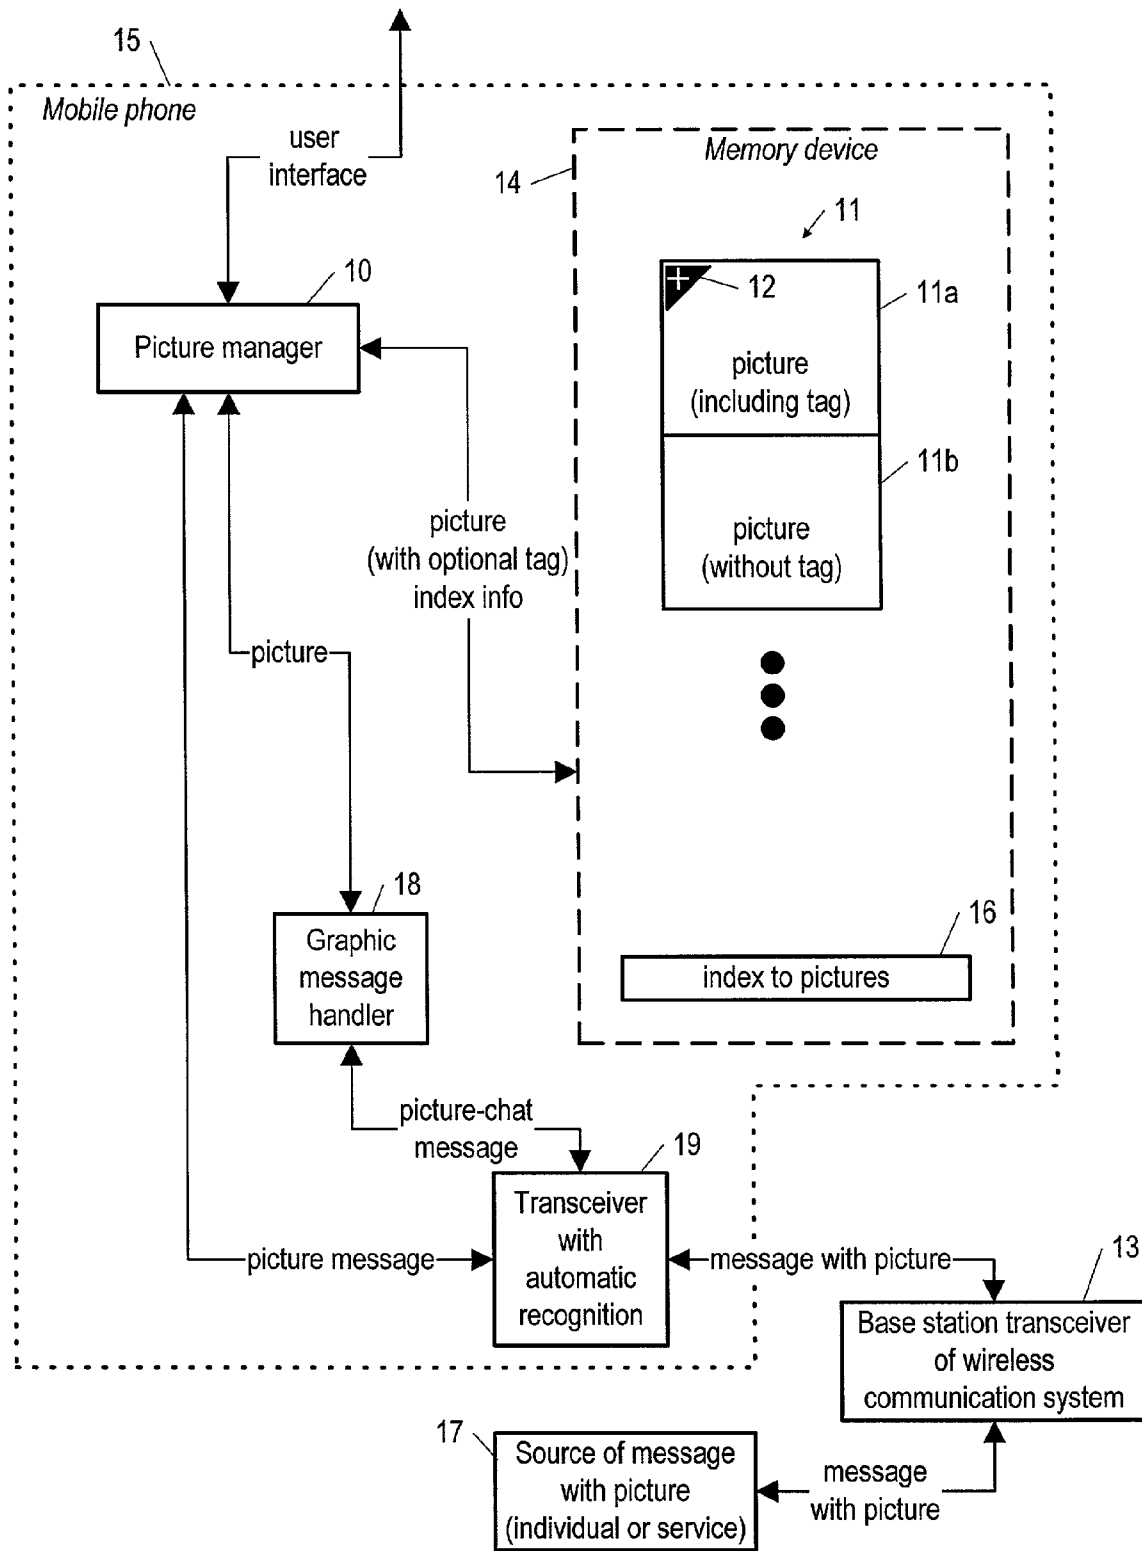 15
Mobile phone
user
interface
Memory device
14
11
10
12
11a
Picture manager
picture
(including tag)
11b
picture
(with optional tag)
index info
picture
(without tag)
picture
18
16
Graphic
message
handler
index to pictures
picture-chat
message
19
Transceiver
with
automatic
recognition
picture message
message with picture
13
Base station transceiver
of wireless
communication system
17
Source of message
with picture
(individual or service)
message
with picture